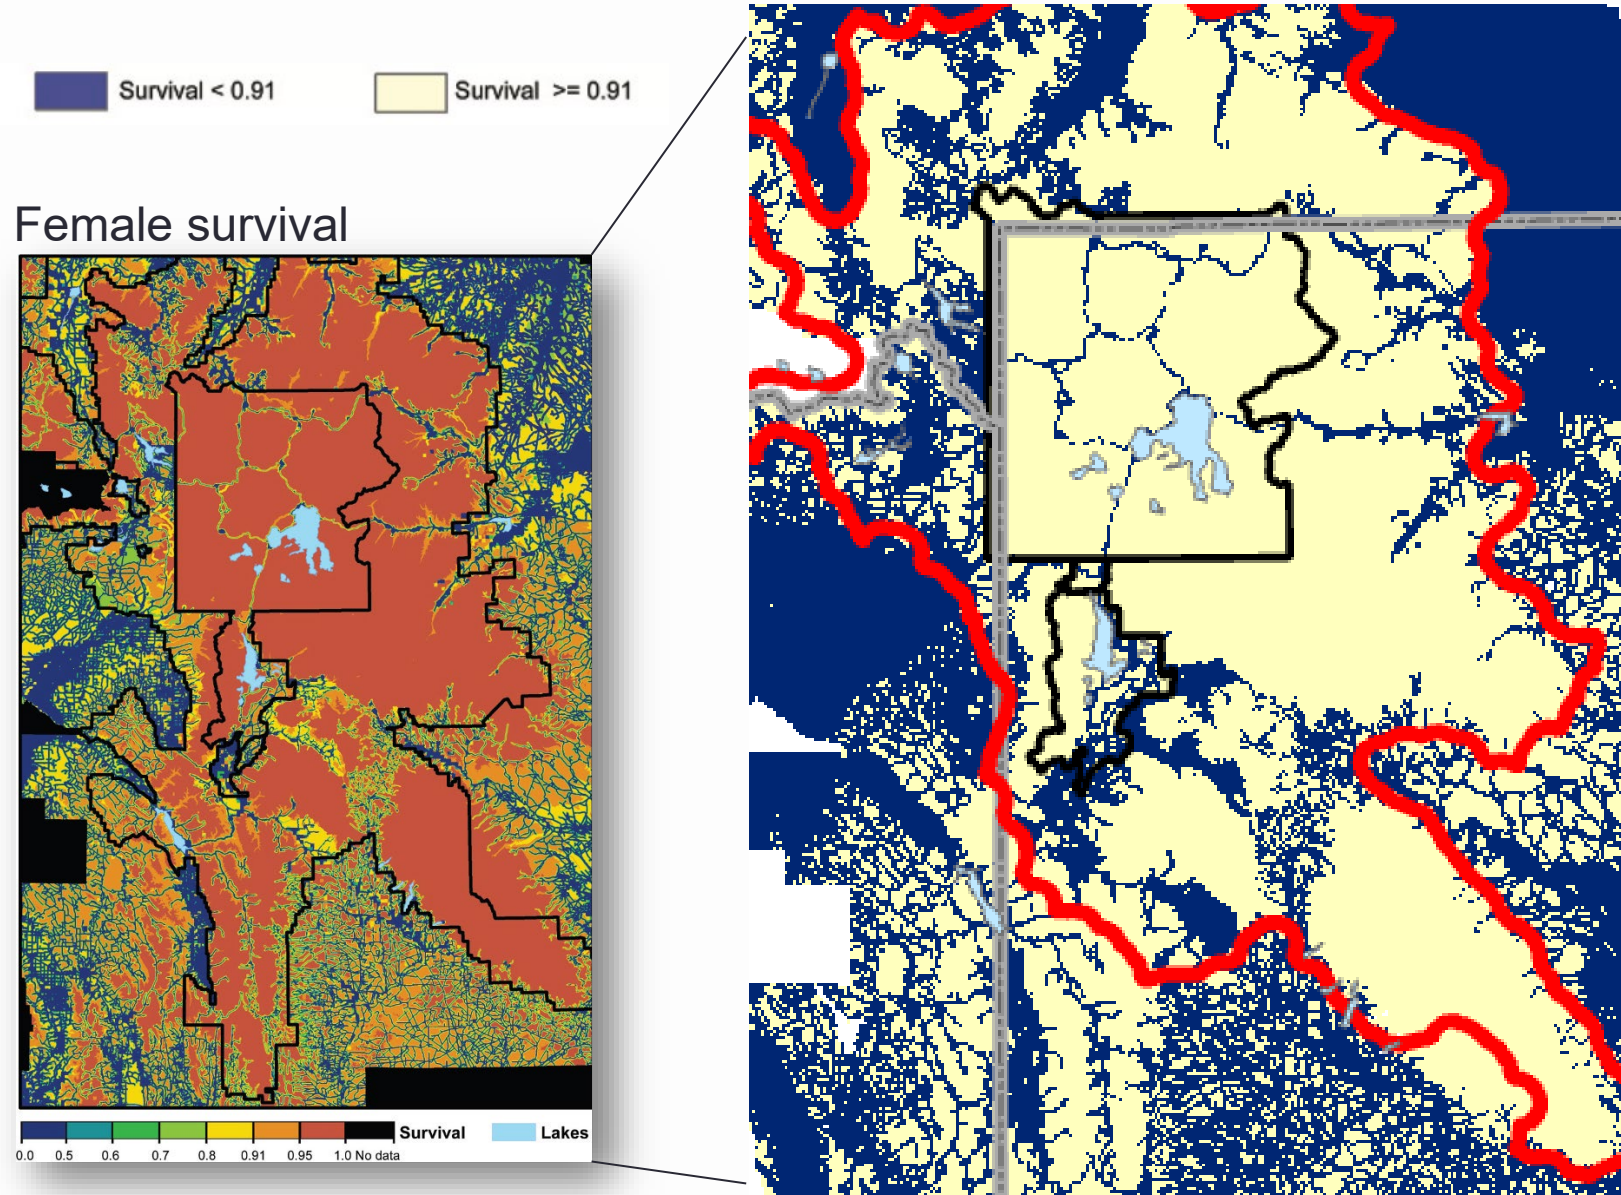 Survival < 0.91
Survival >= 0.91
Female survival
Survival
Lakes
0.0 0.5 0.6 0.7 0.8 0.91 0.95 1.0 No data